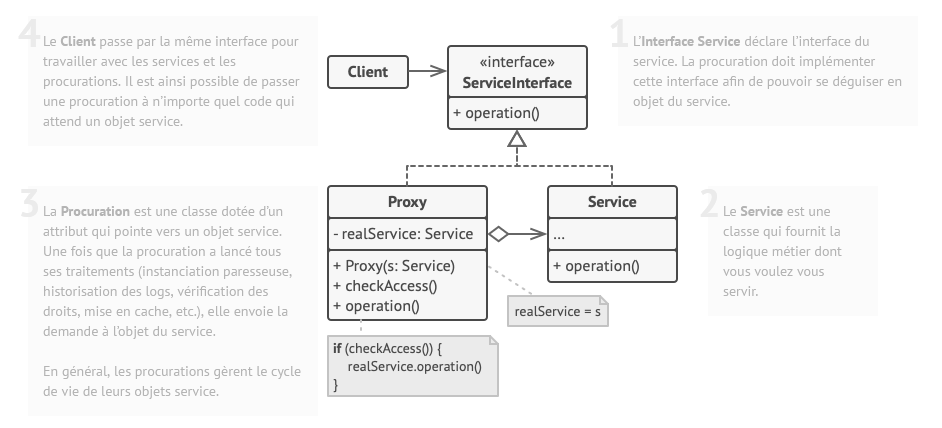 4
Le Client passe par la même interface pour
travailler avec les services et les
procurations. Il est ainsi possible de passer
une procuration à n'importe quel code qui
attend un objet service.
Client
«interface»
ServiceInterface
+ operation()
1
L'Interface Service déclare l'interface du
service. La procuration doit implémenter
cette interface afin de pouvoir se déguiser en
objet du service.
3
La Procuration est une classe dotée d'un
attribut qui pointe vers un objet service.
Une fois que la procuration a lancé tous
ses traitements (instanciation paresseuse,
historisation des logs, vérification des
droits, mise en cache, etc.), elle envoie la
demande à l'objet du service.
En général, les procurations gèrent le cycle
de vie de leurs objets service.
Proxy
- realService: Service
+ Proxy(s: Service)
+ checkAccess()
+ operation()
Service
...
+ operation()
realService = s
if (checkAccess()) {
realService.operation()
}
2
Le Service est une
classe qui fournit la
logique métier dont
vous voulez vous
servir.